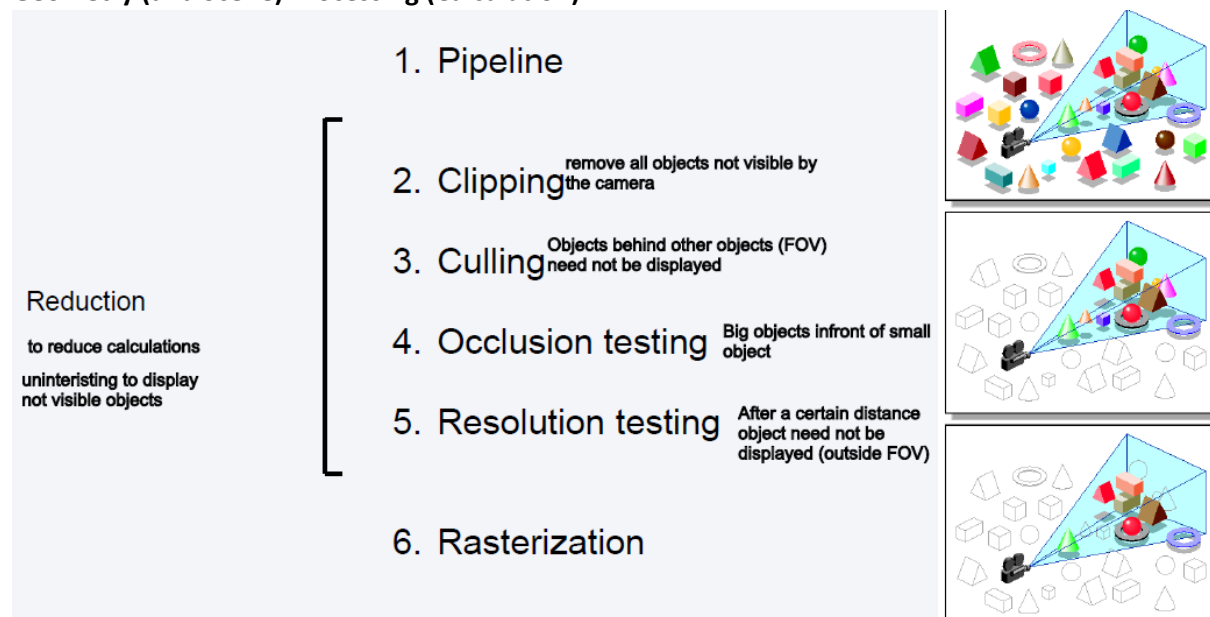 1. Pipeline
2. Clipping
remove all objects not visible by
the camera
3. Culling
Objects behind other objects (FOV)
need not be displayed
Reduction
to reduce calculations
uninteristing to display
not visible objects
4. Occlusion testing
Big objects infront of small
object
5. Resolution testing
After a certain distance
object need not be
displayed (outside FOV)
6. Rasterization